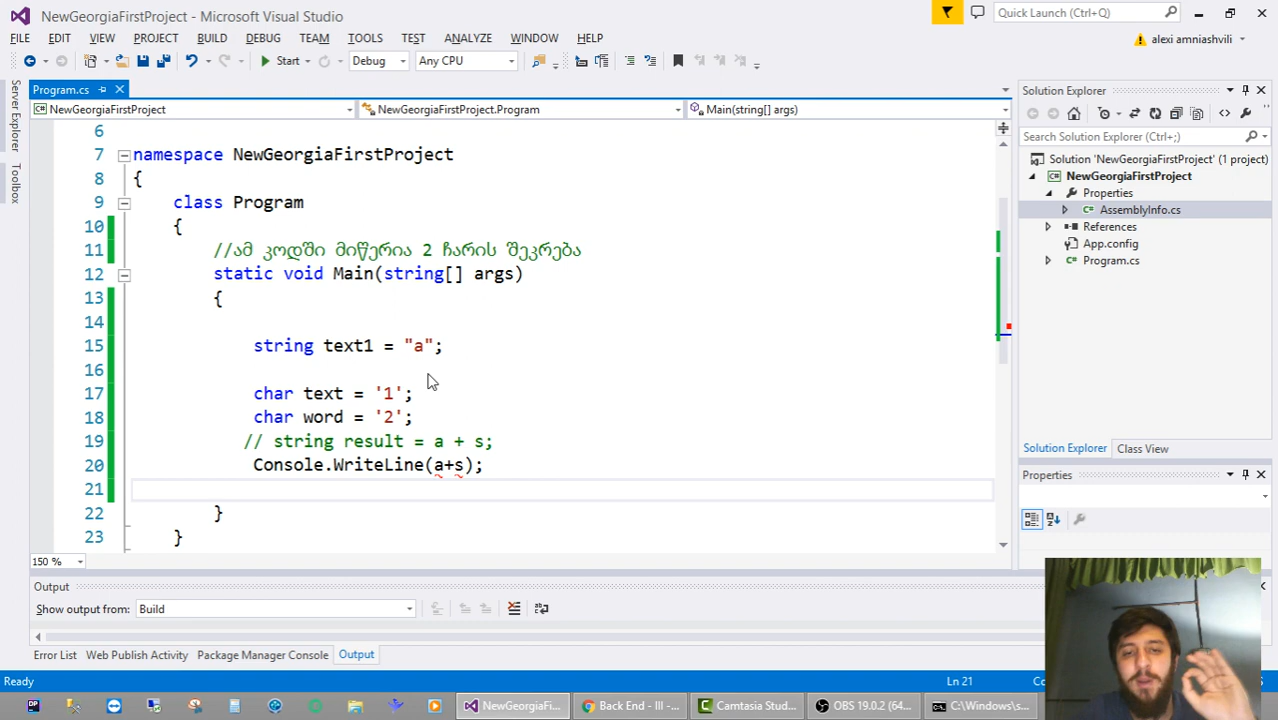 NewGeorgiaFirstProject - Microsoft Visual Studio
Quick Launch (Ctrl+Q)
FILE EDIT VIEW PROJECT BUILD DEBUG TEAM TOOLS TEST ANALYZE WINDOW HELP
alexi amniashvili
Start Debug Any CPU
Server Explorer
Toolbox
Program.cs
NewGeorgiaFirstProject NewGeorgiaFirstProject.Program Main(string[] args)
6
7 namespace NewGeorgiaFirstProject
8 {
9 class Program
10 {
11 //ამ კოდში მიწერია 2 ჩარის შეკრება
12 static void Main(string[] args)
13 {
14
15 string text1 = "a";
16
17 char text = '1';
18 char word = '2';
19 // string result = a + s;
20 Console.WriteLine(a+s);
21
22 }
23 }
150 %
Solution Explorer
Search Solution Explorer (Ctrl+;)
Solution 'NewGeorgiaFirstProject' (1 project)
NewGeorgiaFirstProject
Properties
AssemblyInfo.cs
References
App.config
Program.cs
Solution Explorer Class View
Properties
Output
Show output from: Build
Error List Web Publish Activity Package Manager Console Output
Ready Ln 21
NewGeorgiaFi... Back End - III - ... Camtasia Stud... OBS 19.0.2 (64... C:\Windows\s...